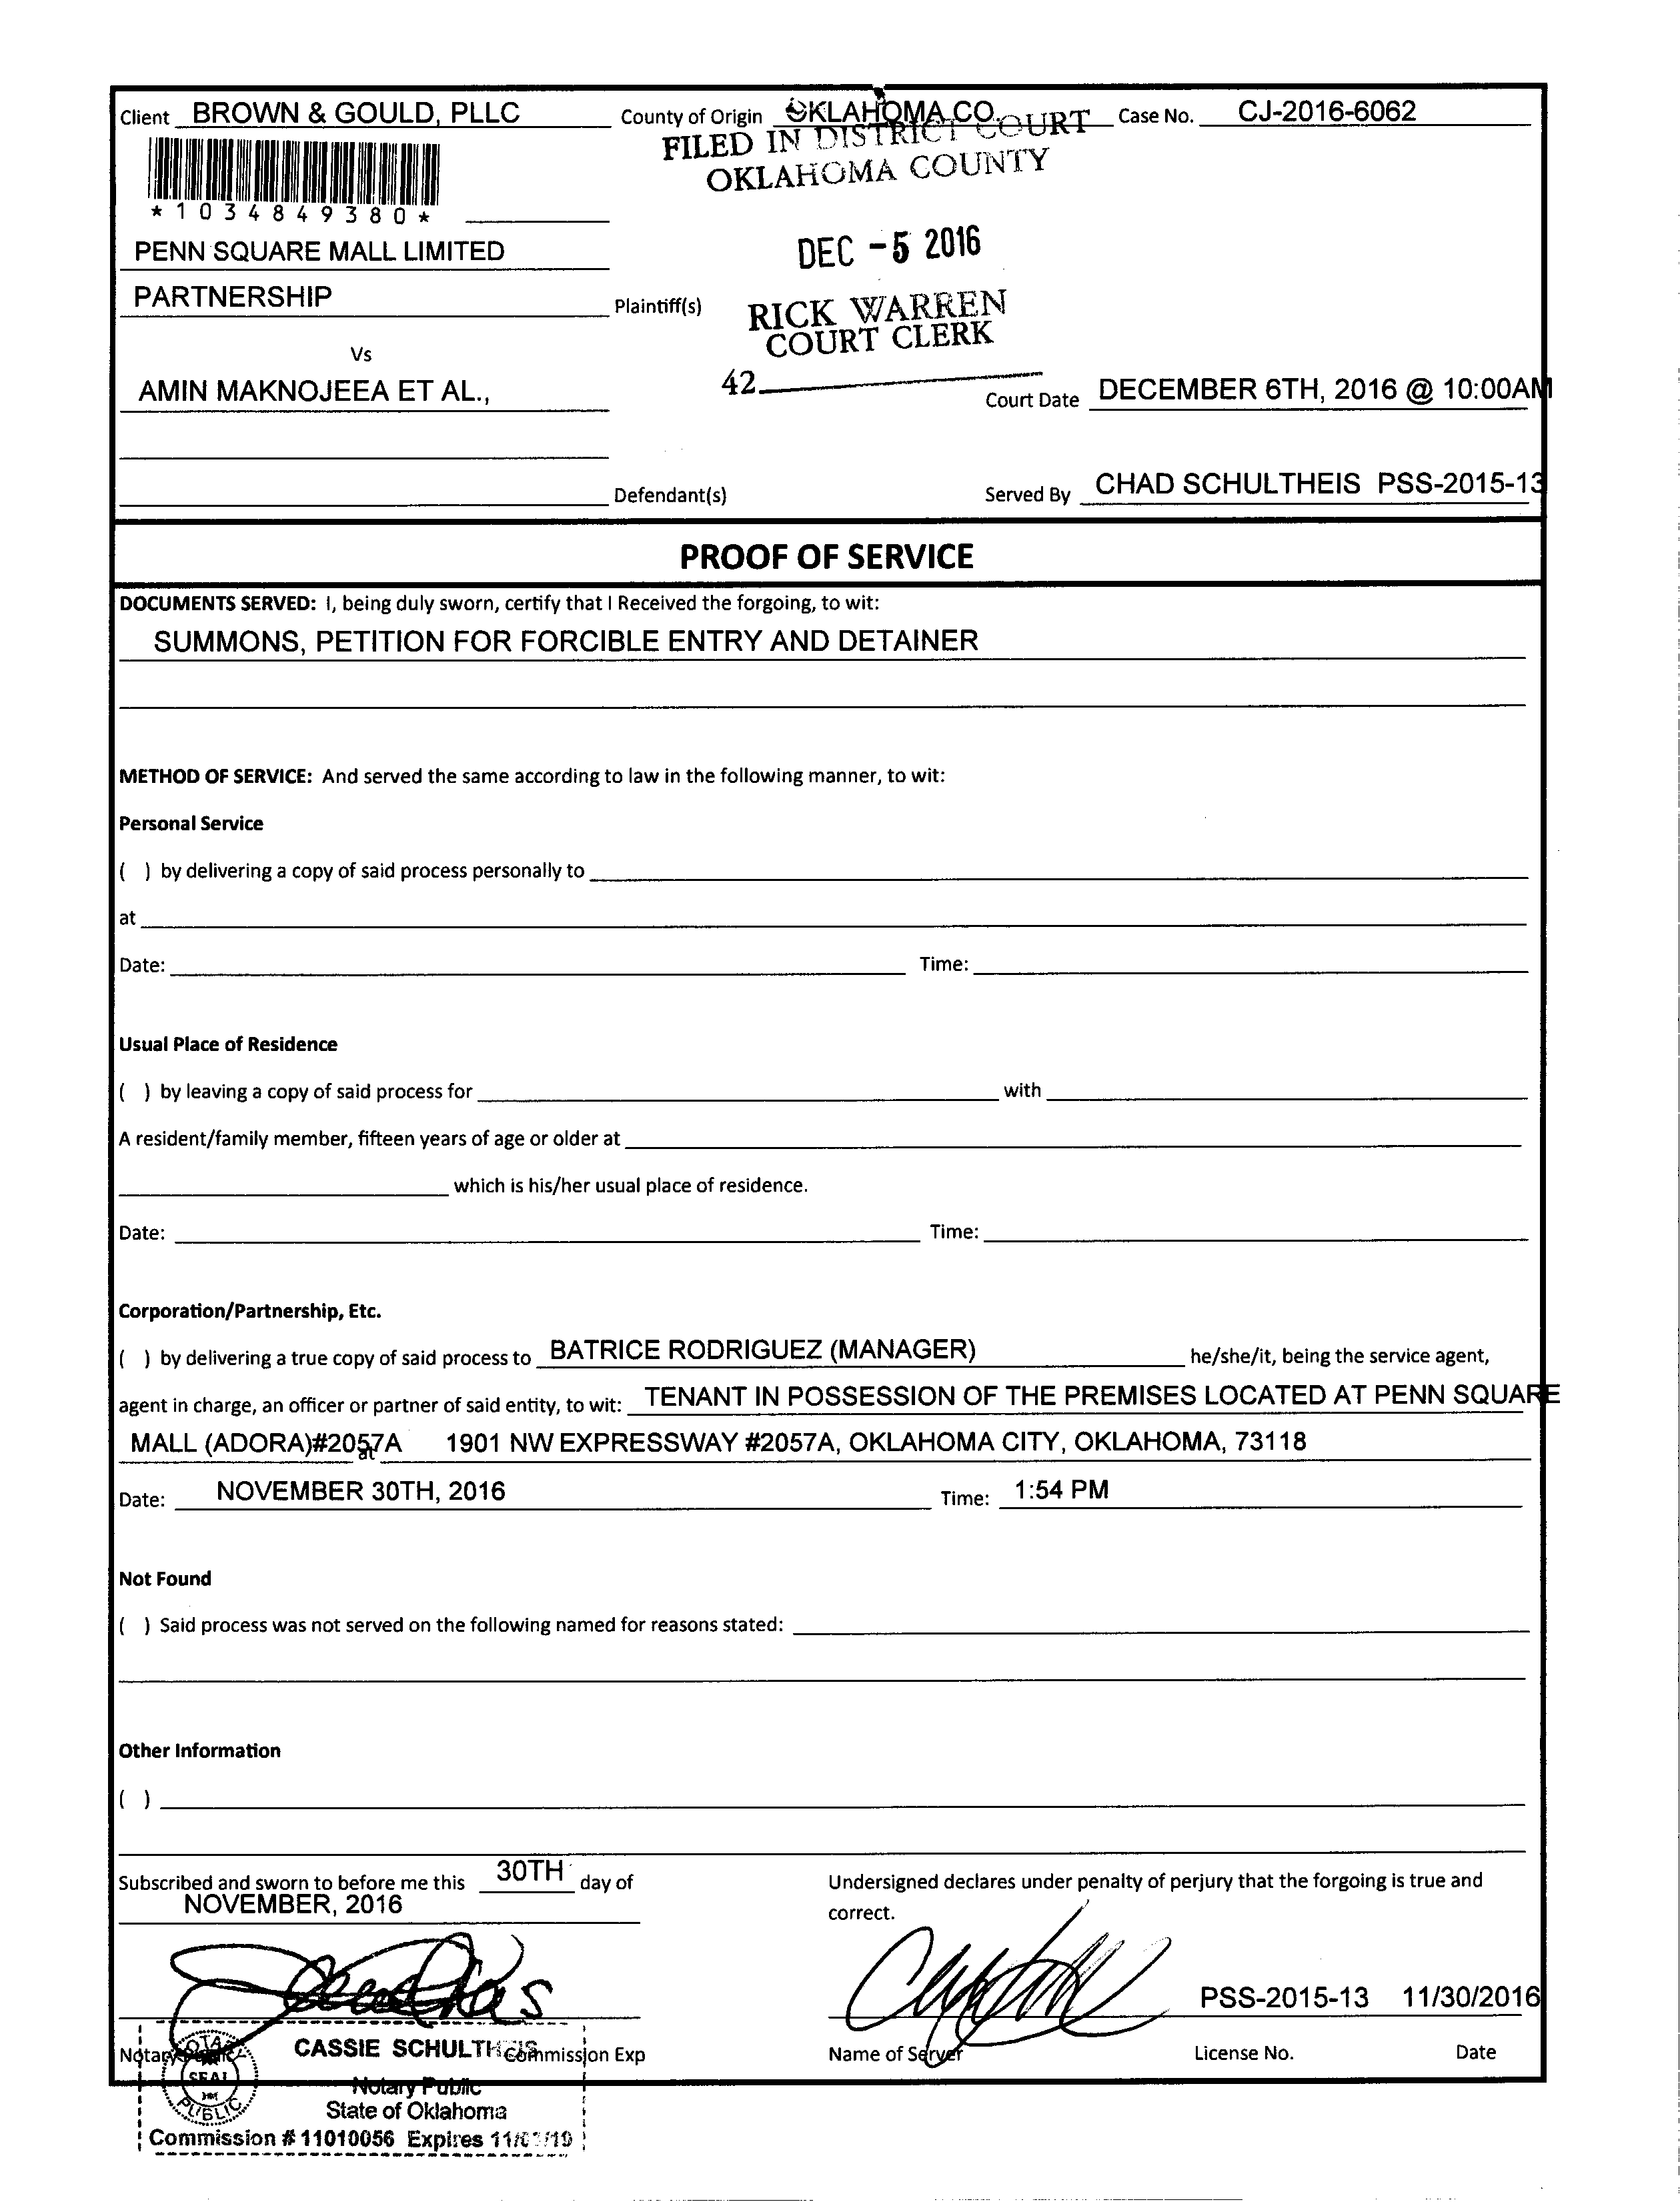 Client BROWN & GOULD, PLLC County of Origin OKLAHOMA CO. Case No. CJ-2016-6062
FILED IN DISTRICT COURT
OKLAHOMA COUNTY
*1034849380*
PENN SQUARE MALL LIMITED
DEC -5 2016
PARTNERSHIP Plaintiff(s)
RICK WARREN
COURT CLERK
Vs
42
AMIN MAKNOJEEA ET AL., Court Date DECEMBER 6TH, 2016 @ 10:00AM
Defendant(s) Served By CHAD SCHULTHEIS PSS-2015-13
PROOF OF SERVICE
DOCUMENTS SERVED: I, being duly sworn, certify that I Received the forgoing, to wit:
SUMMONS, PETITION FOR FORCIBLE ENTRY AND DETAINER
METHOD OF SERVICE: And served the same according to law in the following manner, to wit:
Personal Service
( ) by delivering a copy of said process personally to
at
Date: Time:
Usual Place of Residence
( ) by leaving a copy of said process for with
A resident/family member, fifteen years of age or older at
which is his/her usual place of residence.
Date: Time:
Corporation/Partnership, Etc.
( ) by delivering a true copy of said process to BATRICE RODRIGUEZ (MANAGER) he/she/it, being the service agent,
agent in charge, an officer or partner of said entity, to wit: TENANT IN POSSESSION OF THE PREMISES LOCATED AT PENN SQUARE
MALL (ADORA)#2057A at 1901 NW EXPRESSWAY #2057A, OKLAHOMA CITY, OKLAHOMA, 73118
Date: NOVEMBER 30TH, 2016 Time: 1:54 PM
Not Found
( ) Said process was not served on the following named for reasons stated:
Other Information
( )
Subscribed and sworn to before me this 30TH day of
NOVEMBER, 2016
Undersigned declares under penalty of perjury that the forgoing is true and
correct.
PSS-2015-13 11/30/2016
Notary Public Commission Exp
Name of Server License No. Date
NOTARY PUBLIC SEAL
CASSIE SCHULTHEIS
Notary Public
State of Oklahoma
Commission # 11010056 Expires